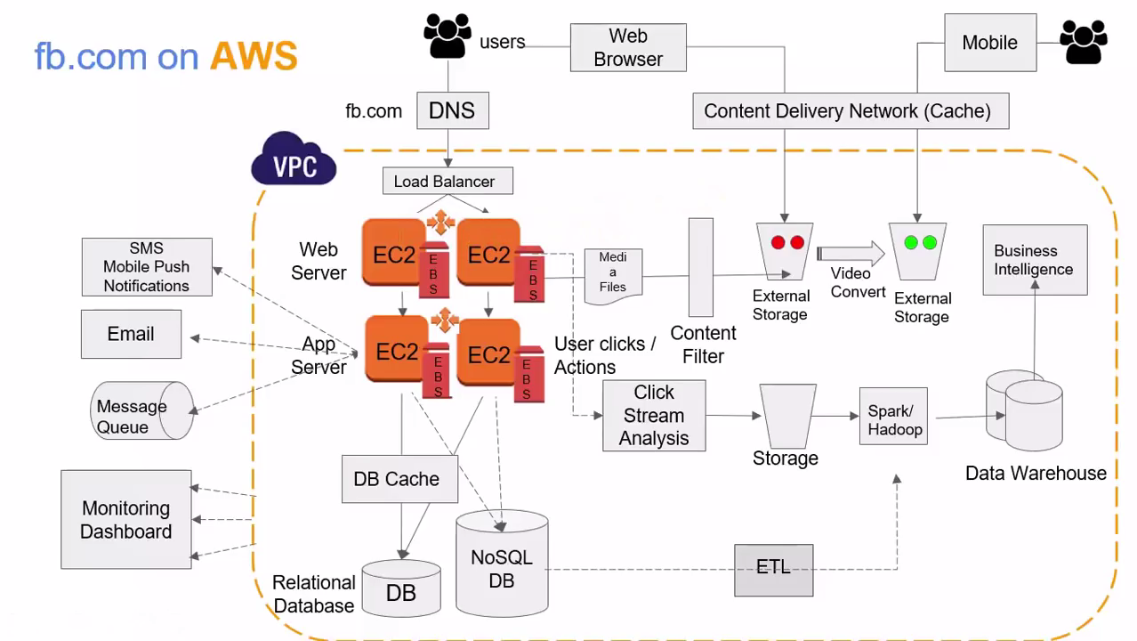 fb.com on AWS
users
Web
Browser
Mobile
fb.com
DNS
Content Delivery Network (Cache)
VPC
Load Balancer
Web
Server
EC2
EBS
EC2
EBS
Medi
a
Files
Content
Filter
External
Storage
Video
Convert
External
Storage
Business
Intelligence
SMS
Mobile Push
Notifications
Email
Message
Queue
App
Server
EC2
EBS
EC2
EBS
User clicks /
Actions
Click
Stream
Analysis
Storage
Spark/
Hadoop
Data Warehouse
Monitoring
Dashboard
DB Cache
Relational
Database
DB
NoSQL
DB
ETL